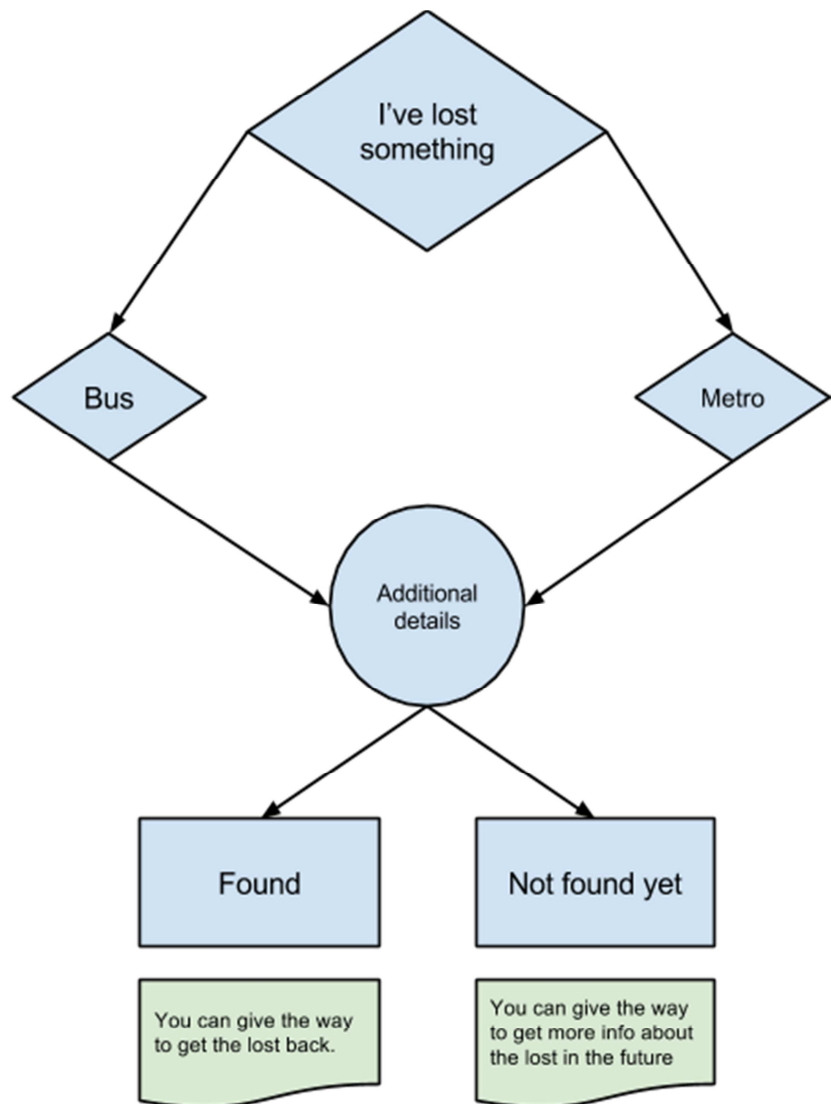 I've lost
something
Bus
Metro
Additional
details
Found
Not found yet
You can give the way
to get the lost back.
You can give the way
to get more info about
the lost in the future